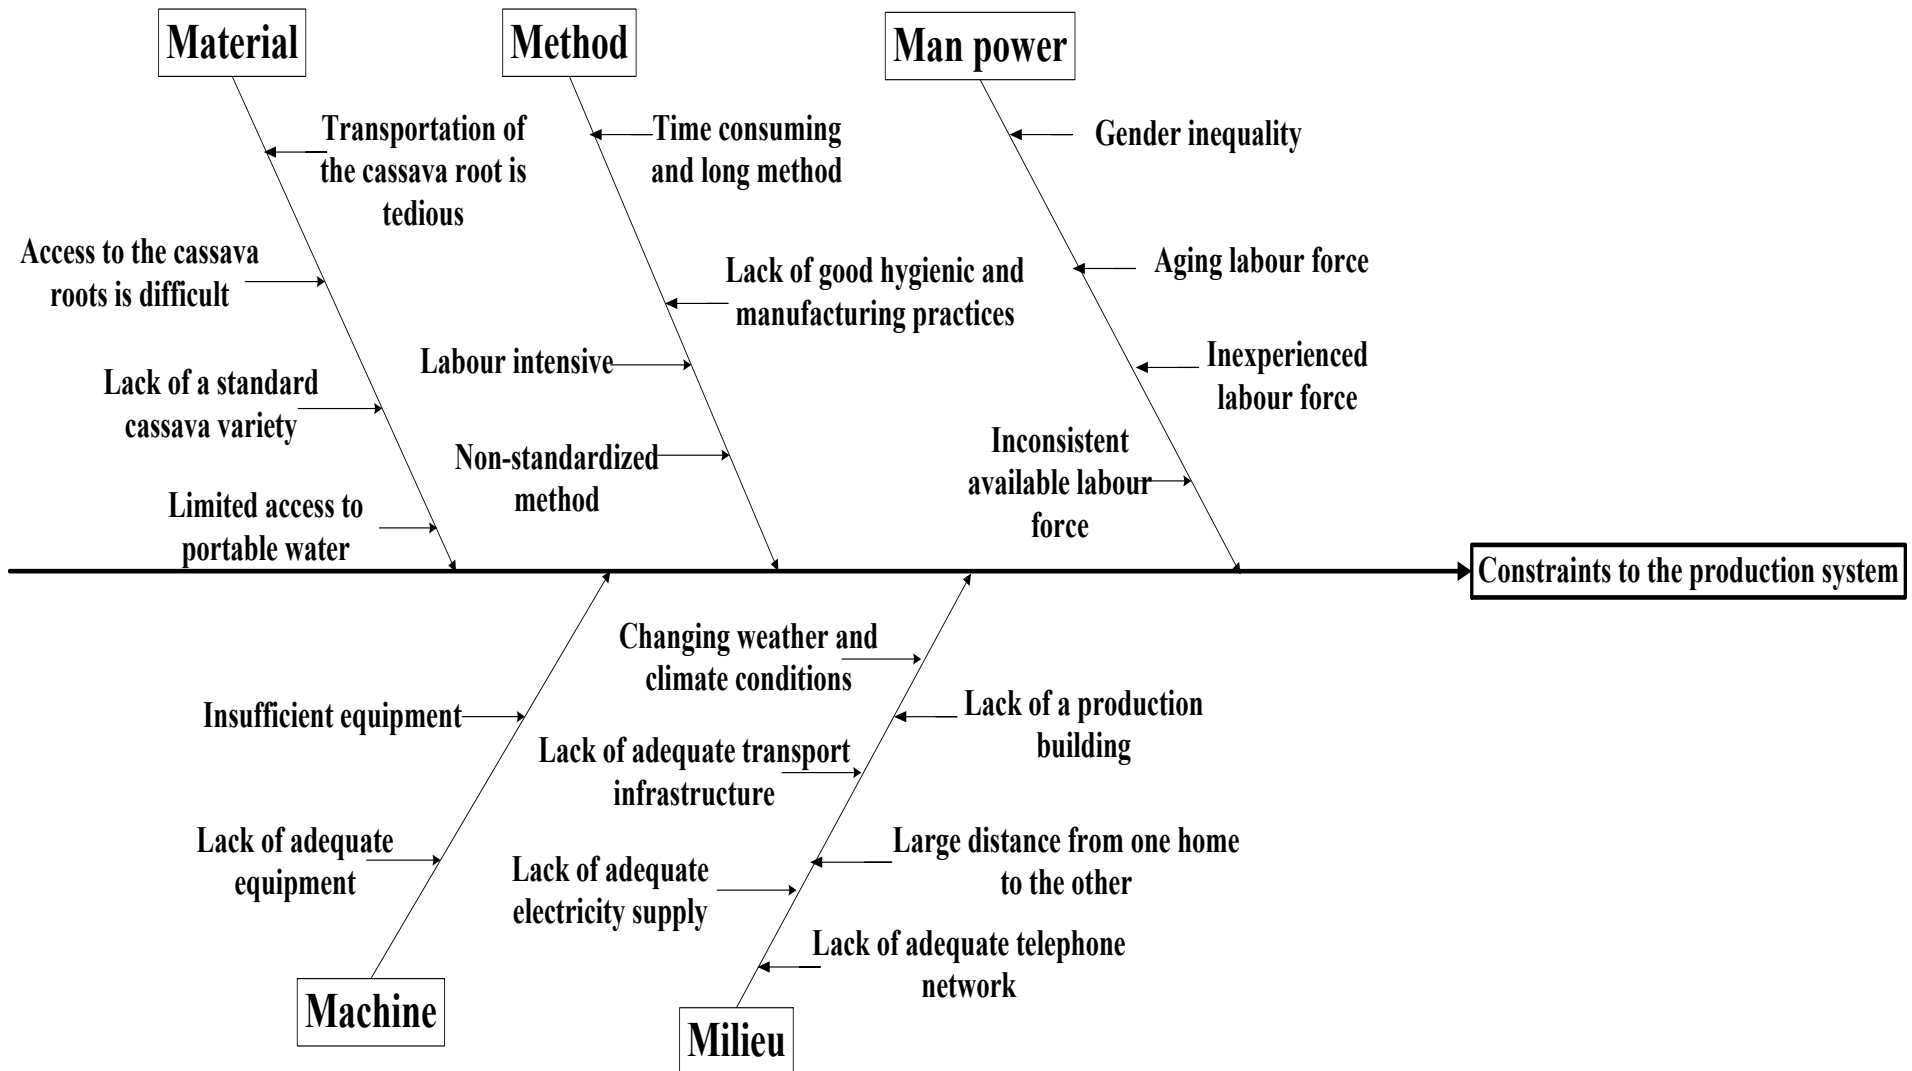 Material
Method
Man power
Transportation of
the cassava root is
tedious
Time consuming
and long method
Gender inequality
Access to the cassava
roots is difficult
Lack of good hygienic and
manufacturing practices
Aging labour force
Labour intensive
Inexperienced
labour force
Lack of a standard
cassava variety
Non-standardized
method
Inconsistent
available labour
force
Limited access to
portable water
Constraints to the production system
Changing weather and
climate conditions
Insufficient equipment
Lack of a production
building
Lack of adequate transport
infrastructure
Lack of adequate
equipment
Large distance from one home
to the other
Lack of adequate
electricity supply
Lack of adequate telephone
network
Machine
Milieu